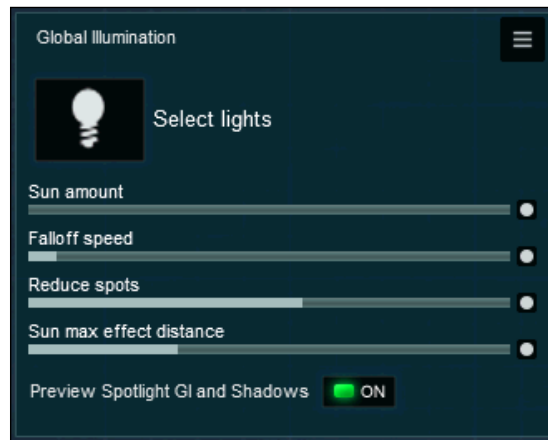 Global Illumination
Select lights
Sun amount
Falloff speed
Reduce spots
Sun max effect distance
Preview Spotlight GI and Shadows ON